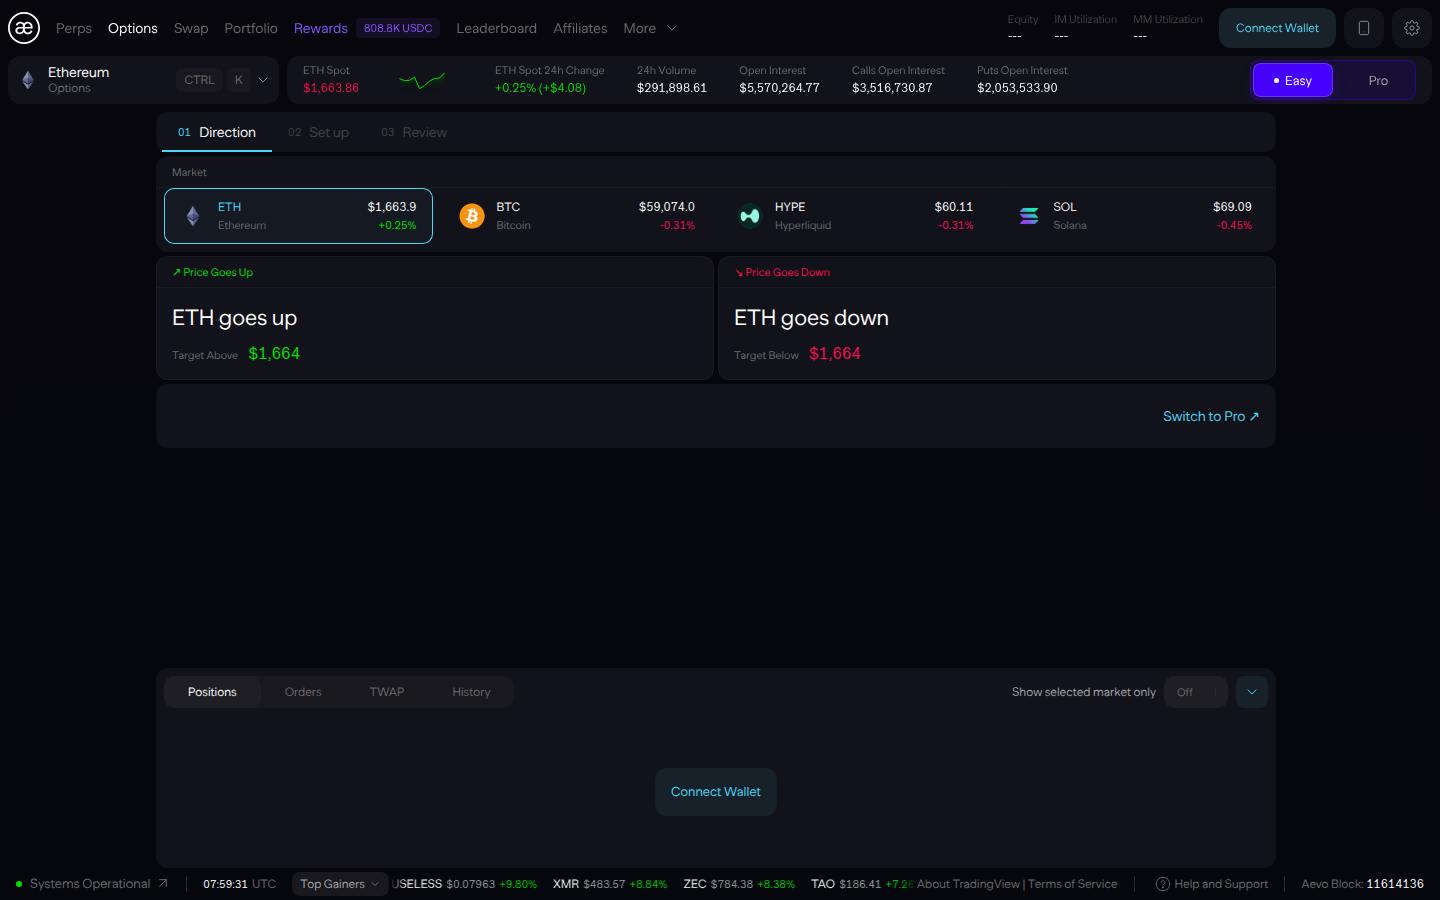 æ Perps Options Swap Portfolio Rewards 808.8K USDC Leaderboard Affiliates More
Equity IM Utilization MM Utilization
--- --- ---
Connect Wallet
Ethereum
Options
CTRL K
ETH Spot
$1,663.86
ETH Spot 24h Change
+0.25% (+$4.08)
24h Volume
$291,898.61
Open Interest
$5,570,264.77
Calls Open Interest
$3,516,730.87
Puts Open Interest
$2,053,533.90
Easy Pro
01 Direction 02 Set up 03 Review
Market
ETH $1,663.9
Ethereum +0.25%
BTC $59,074.0
Bitcoin -0.31%
HYPE $60.11
Hyperliquid -0.31%
SOL $69.09
Solana -0.45%
↗ Price Goes Up
ETH goes up
Target Above $1,664
↘ Price Goes Down
ETH goes down
Target Below $1,664
Switch to Pro ↗
Positions Orders TWAP History
Show selected market only Off
Connect Wallet
Systems Operational 07:59:31 UTC Top Gainers USELESS $0.07963 +9.80% XMR $483.57 +8.84% ZEC $784.38 +8.38% TAO $186.41 +7.26 About TradingView | Terms of Service Help and Support Aevo Block: 11614136